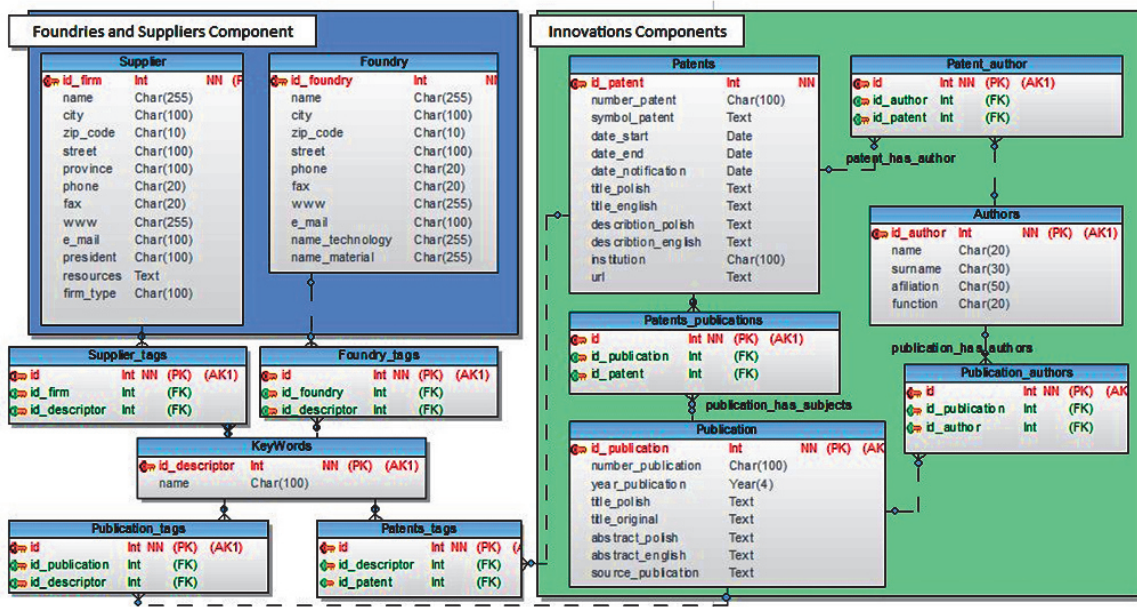 Foundries and Suppliers Component
Supplier
id_firm Int NN (P
name Char(255)
city Char(100)
zip_code Char(10)
street Char(100)
province Char(100)
phone Char(20)
fax Char(20)
www Char(255)
e_mail Char(100)
president Char(100)
resources Text
firm_type Char(100)
Foundry
id_foundry Int NN
name Char(255)
city Char(100)
zip_code Char(10)
street Char(100)
phone Char(20)
fax Char(20)
www Char(255)
e_mail Char(100)
name_technology Char(255)
name_material Char(255)
Supplier_tags
id Int NN (PK) (AK1)
id_firm Int (FK)
id_descriptor Int (FK)
Foundry_tags
id Int NN (PK) (AK1)
id_foundry Int (FK)
id_descriptor Int (FK)
KeyWords
id_descriptor Int NN (PK) (AK1)
name Char(100)
Publication_tags
id Int NN (PK) (AK1)
id_publication Int (FK)
id_descriptor Int (FK)
Patents_tags
id Int NN (PK) (A
id_descriptor Int (FK)
id_patent Int (FK)
Innovations Components
Patents
id_patent Int NN
number_patent Char(100)
symbol_patent Text
date_start Date
date_end Date
date_notification Date
title_polish Text
title_english Text
describtion_polish Text
describtion_english Text
institution Char(100)
url Text
Patent_author
id Int NN (PK) (AK1)
id_author Int (FK)
id_patent Int (FK)
patent_has_author
Authors
id_author Int NN (PK) (AK1)
name Char(20)
surname Char(30)
afiliation Char(50)
function Char(20)
Patents_publications
id Int NN (PK) (AK1)
id_publication Int (FK)
id_patent Int (FK)
publication_has_authors
Publication_authors
id Int NN (PK) (AK
id_publication Int (FK)
id_author Int (FK)
publication_has_subjects
Publication
id_publication Int NN (PK) (AK
number_publication Char(100)
year_publication Year(4)
title_polish Text
title_original Text
abstract_polish Text
abstract_english Text
source_publication Text